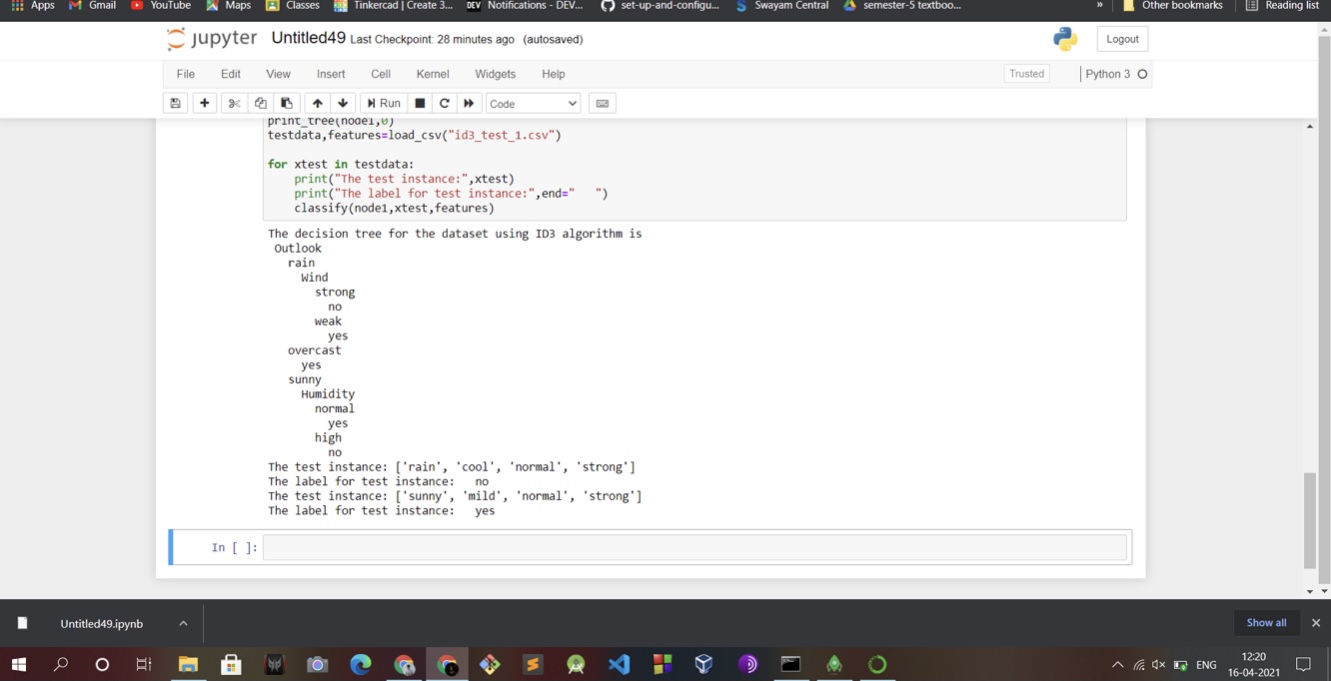 Apps Gmail YouTube Maps Classes Tinkercad | Create 3... DEV Notifications - DEV... set-up-and-configu... Swayam Central semester-5 textboo... » Other bookmarks Reading list
jupyter Untitled49 Last Checkpoint: 28 minutes ago (autosaved) Logout
File Edit View Insert Cell Kernel Widgets Help Trusted Python 3
Run Code
print_tree(node1,0)
testdata,features=load_csv("id3_test_1.csv")
for xtest in testdata:
    print("The test instance:",xtest)
    print("The label for test instance:",end="   ")
    classify(node1,xtest,features)
The decision tree for the dataset using ID3 algorithm is
Outlook
rain
Wind
strong
no
weak
yes
overcast
yes
sunny
Humidity
normal
yes
high
no
The test instance: ['rain', 'cool', 'normal', 'strong']
The label for test instance:   no
The test instance: ['sunny', 'mild', 'normal', 'strong']
The label for test instance:   yes
In [ ]:
Untitled49.ipynb Show all
ENG 12:20
16-04-2021